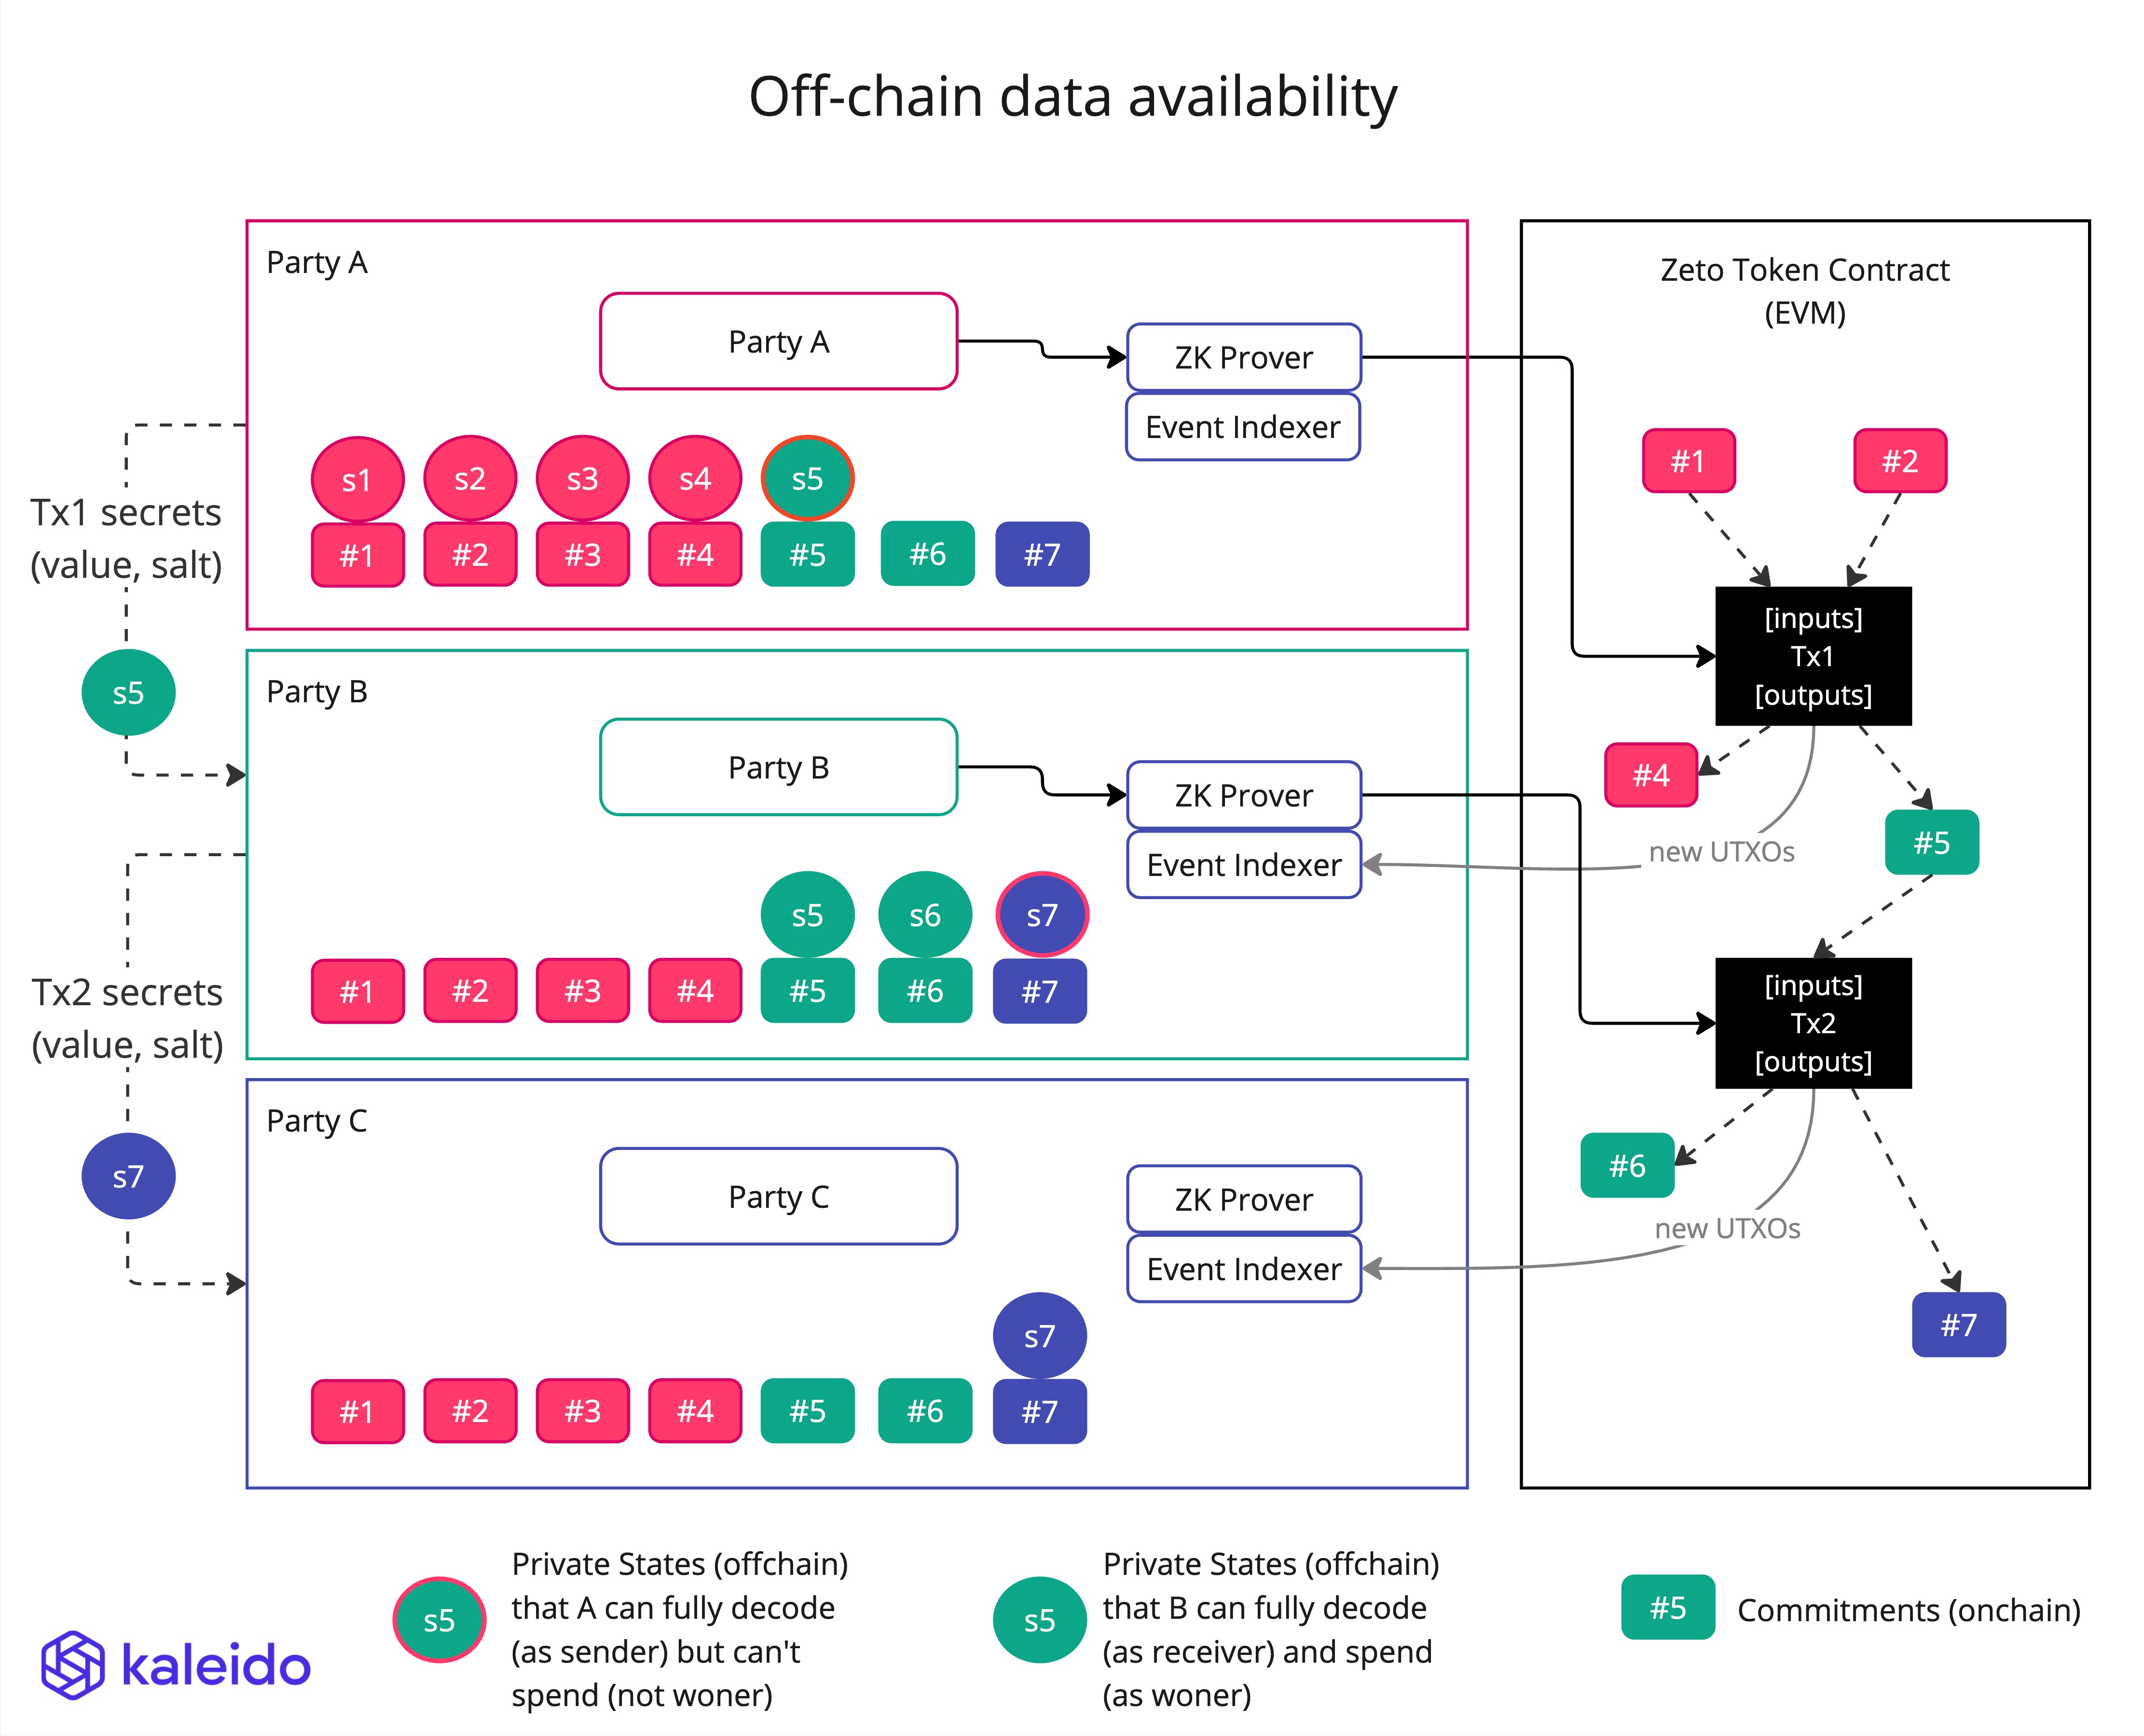 Off-chain data availability
Party A
Party A
ZK Prover
Event Indexer
s1
s2
s3
s4
s5
#1
#2
#3
#4
#5
#6
#7
Tx1 secrets
(value, salt)
s5
Party B
Party B
ZK Prover
Event Indexer
s5
s6
s7
#1
#2
#3
#4
#5
#6
#7
Tx2 secrets
(value, salt)
s7
Party C
Party C
ZK Prover
Event Indexer
s7
#1
#2
#3
#4
#5
#6
#7
Zeto Token Contract
(EVM)
#1
#2
[inputs]
Tx1
[outputs]
#4
new UTXOs
#5
[inputs]
Tx2
[outputs]
#6
new UTXOs
#7
kaleido
s5
Private States (offchain)
that A can fully decode
(as sender) but can't
spend (not woner)
s5
Private States (offchain)
that B can fully decode
(as receiver) and spend
(as woner)
#5
Commitments (onchain)